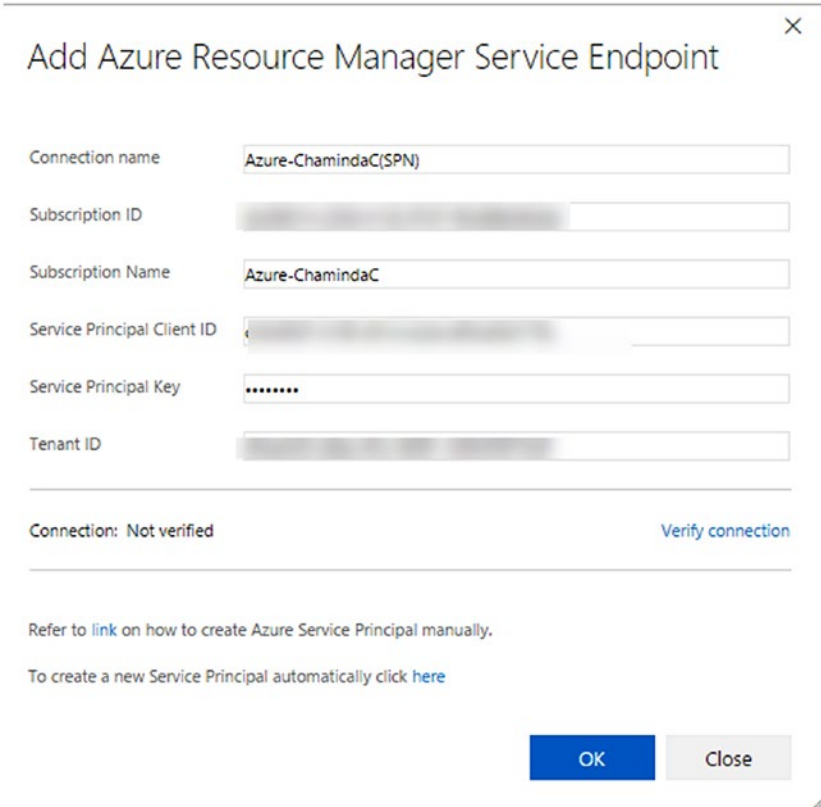 Add Azure Resource Manager Service Endpoint
Connection name Azure-ChamindaC(SPN)
Subscription ID
Subscription Name Azure-ChamindaC
Service Principal Client ID
Service Principal Key ••••••••
Tenant ID
Connection: Not verified Verify connection
Refer to link on how to create Azure Service Principal manually.
To create a new Service Principal automatically click here
OK Close